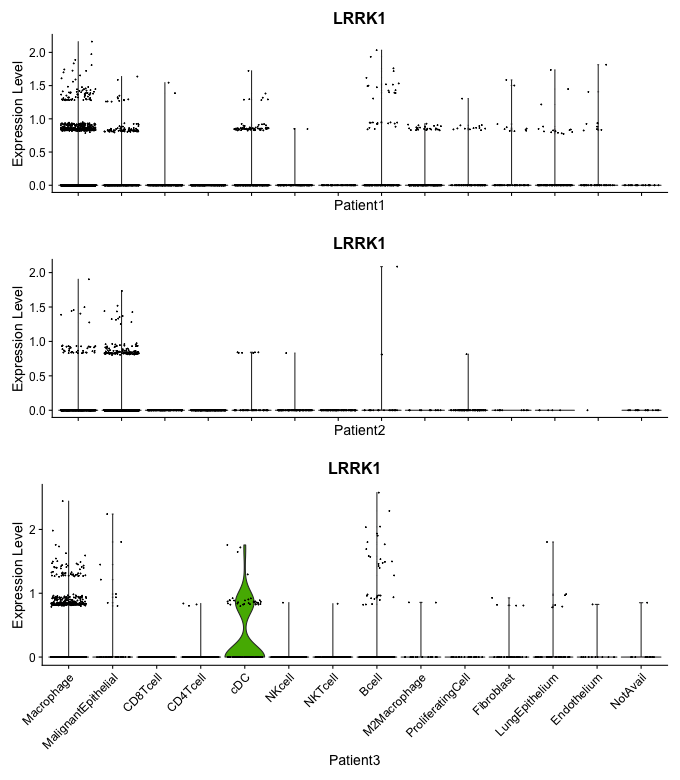 LRRK1
Expression Level
2.0
1.5
1.0
0.5
0.0
Patient1
LRRK1
Expression Level
2.0
1.5
1.0
0.5
0.0
Patient2
LRRK1
Expression Level
2
1
0
Macrophage
MalignantEpithelial
CD8Tcell
CD4Tcell
cDC
NKcell
NKTcell
Bcell
M2Macrophage
ProliferatingCell
Fibroblast
LungEpithelium
Endothelium
NotAvail
Patient3